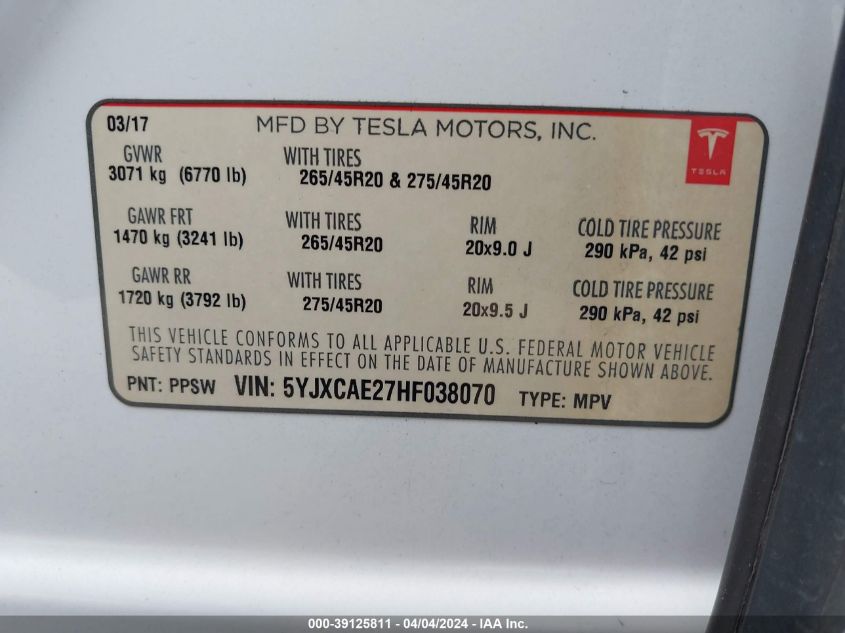 03/17 MFD BY TESLA MOTORS, INC.
TESLA
GVWR WITH TIRES
3071 kg (6770 lb) 265/45R20 & 275/45R20
GAWR FRT WITH TIRES RIM COLD TIRE PRESSURE
1470 kg (3241 lb) 265/45R20 20x9.0 J 290 kPa, 42 psi
GAWR RR WITH TIRES RIM COLD TIRE PRESSURE
1720 kg (3792 lb) 275/45R20 20x9.5 J 290 kPa, 42 psi
THIS VEHICLE CONFORMS TO ALL APPLICABLE U.S. FEDERAL MOTOR VEHICLE
SAFETY STANDARDS IN EFFECT ON THE DATE OF MANUFACTURE SHOWN ABOVE.
PNT: PPSW VIN: 5YJXCAE27HF038070 TYPE: MPV
000-39125811 - 04/04/2024 - IAA Inc.